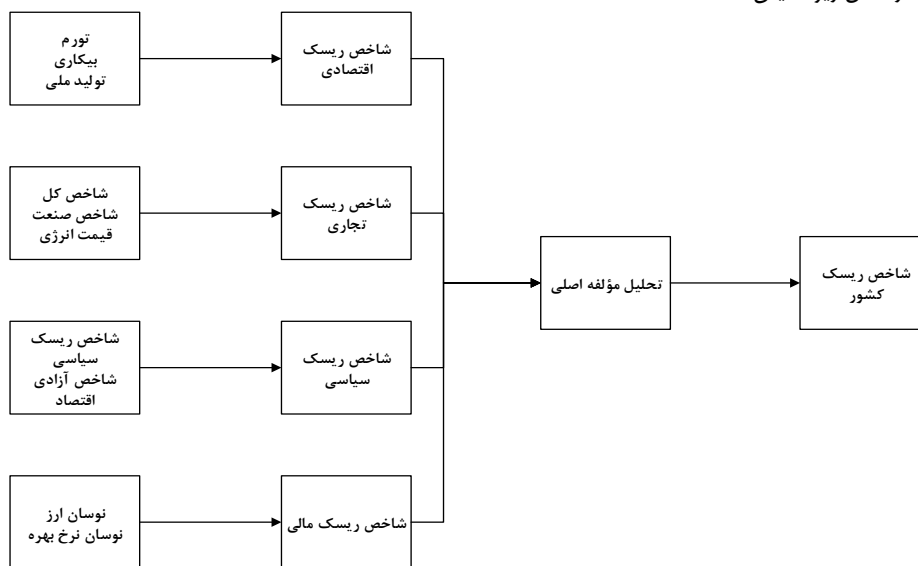 تورم
بیکاری
تولید ملی
شاخص ریسک
اقتصادی
شاخص کل
شاخص صنعت
قیمت انرژی
شاخص ریسک
تجاری
تحلیل مؤلفه اصلی
شاخص ریسک
کشور
شاخص ریسک
سیاسی
شاخص آزادی
اقتصاد
شاخص ریسک
سیاسی
نوسان ارز
نوسان نرخ بهره
شاخص ریسک مالی